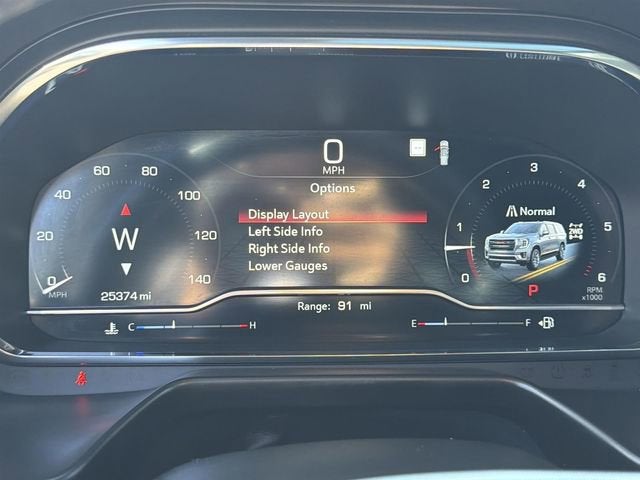 0
MPH
Options
Display Layout
Left Side Info
Right Side Info
Lower Gauges
0 20 40 60 80 100 120 140
MPH
W
25374 mi
0 1 2 3 4 5 6
Normal
2WD
P
RPM
x1000
Range: 91 mi
C H
E F